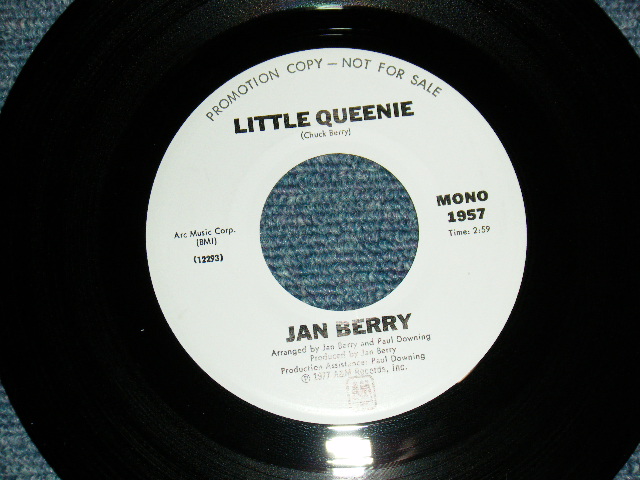 PROMOTION COPY — NOT FOR SALE
LITTLE QUEENIE
(Chuck Berry)
MONO
1957
Time: 2:59
Arc Music Corp.
(BMI)
(12293)
JAN BERRY
Arranged by Jan Berry and Paul Downing
Produced by Jan Berry
Production Assistance: Paul Downing
Ⓟ 1977 A&M Records, Inc.